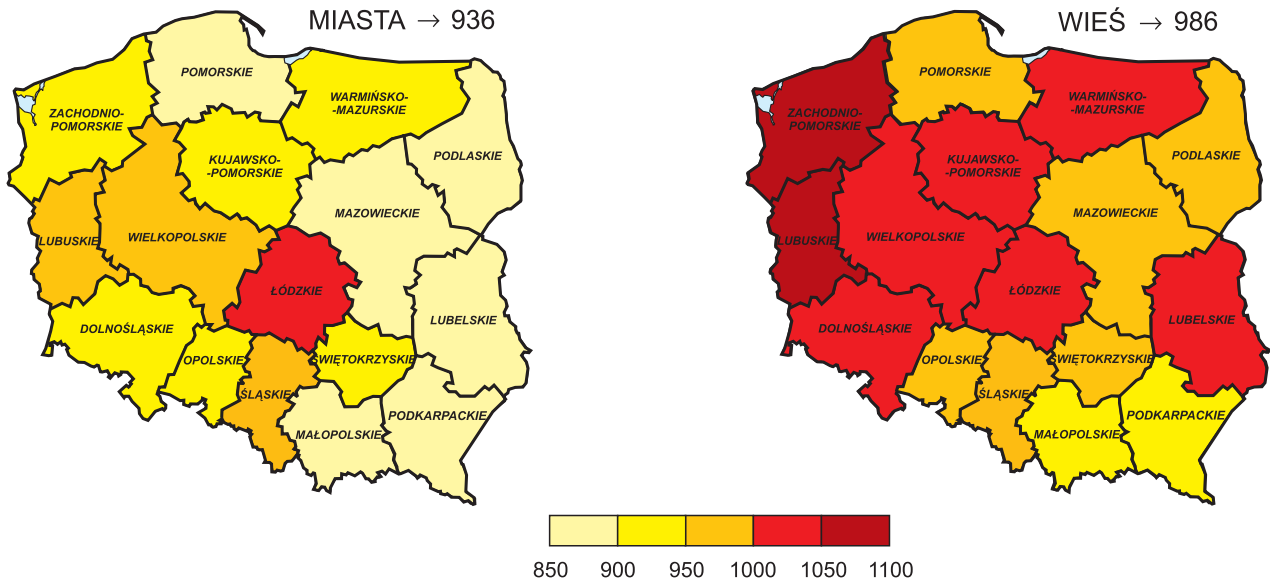 MIASTA → 936
POMORSKIE
WARMIŃSKO-
-MAZURSKIE
ZACHODNIO-
POMORSKIE
KUJAWSKO-
-POMORSKIE
PODLASKIE
MAZOWIECKIE
LUBUSKIE
WIELKOPOLSKIE
ŁÓDZKIE
LUBELSKIE
DOLNOŚLĄSKIE
OPOLSKIE
ŚWIĘTOKRZYSKIE
ŚLĄSKIE
PODKARPACKIE
MAŁOPOLSKIE
WIEŚ → 986
POMORSKIE
WARMIŃSKO-
-MAZURSKIE
ZACHODNIO-
POMORSKIE
KUJAWSKO-
-POMORSKIE
PODLASKIE
MAZOWIECKIE
LUBUSKIE
WIELKOPOLSKIE
ŁÓDZKIE
LUBELSKIE
DOLNOŚLĄSKIE
OPOLSKIE
ŚWIĘTOKRZYSKIE
ŚLĄSKIE
PODKARPACKIE
MAŁOPOLSKIE
850 900 950 1000 1050 1100